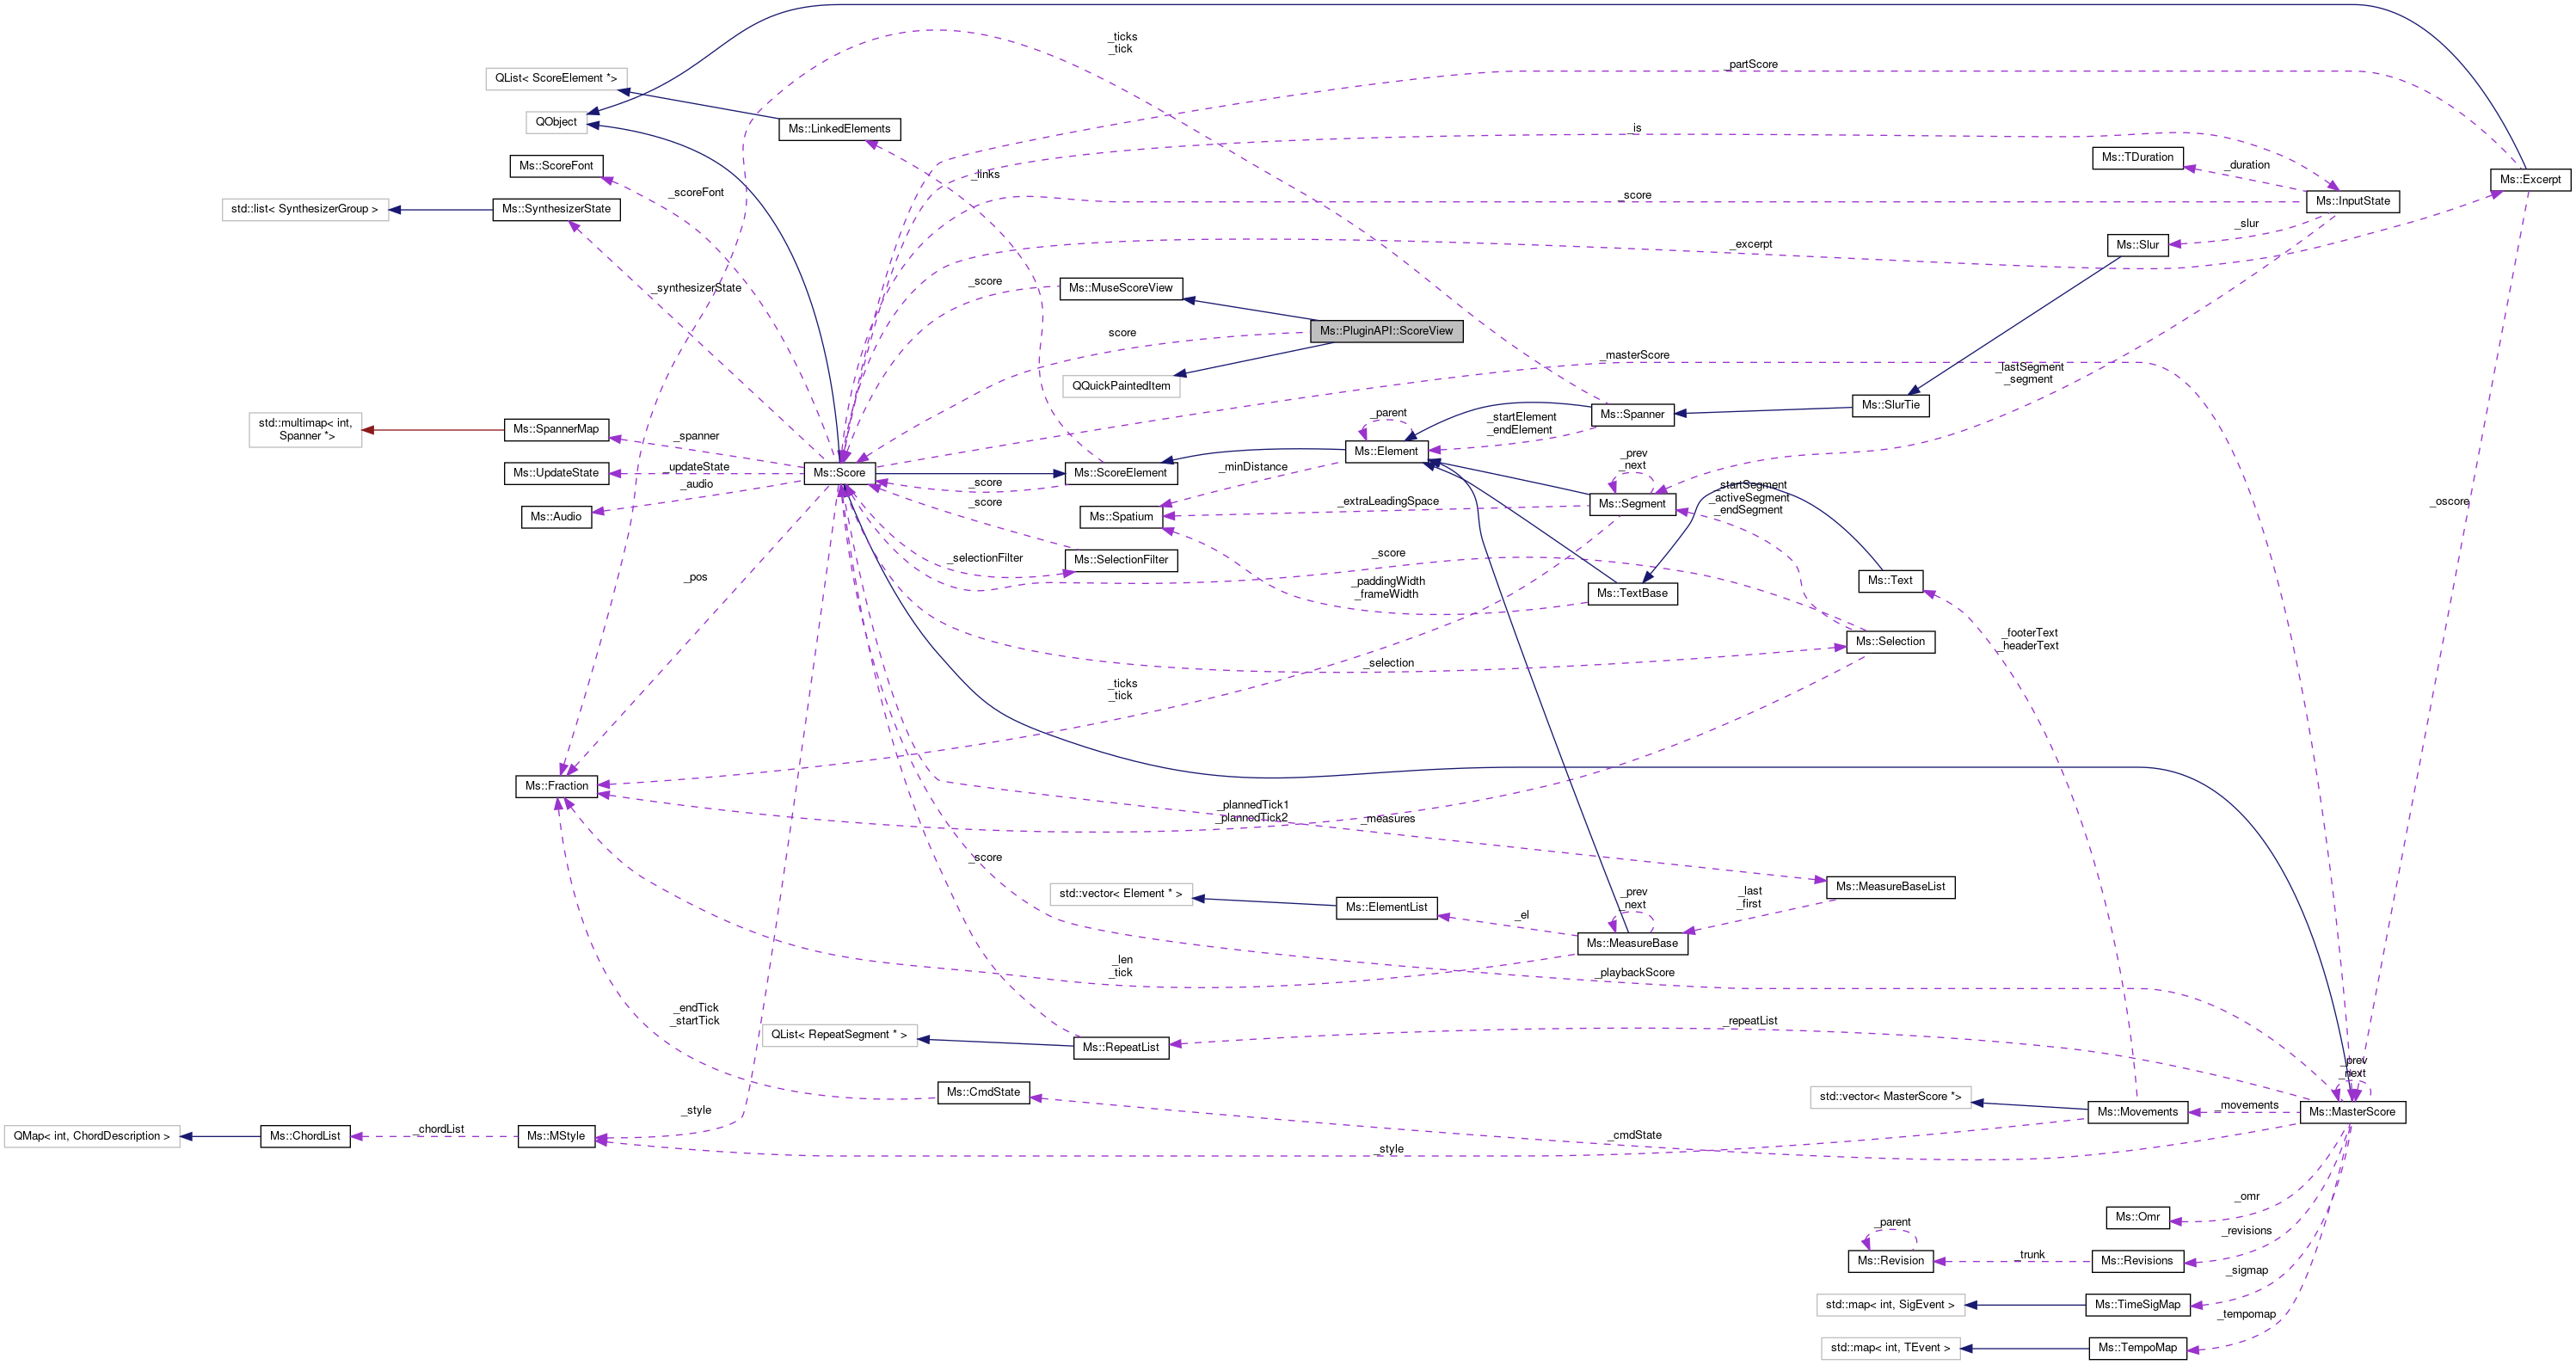 _ticks
_tick
_partScore
QList< ScoreElement *>
QObject
Ms::LinkedElements
_is
Ms::ScoreFont
Ms::TDuration
_duration
_links
Ms::Excerpt
_scoreFont
_score
Ms::InputState
std::list< SynthesizerGroup >
Ms::SynthesizerState
_slur
_excerpt
Ms::Slur
_synthesizerState
_score
Ms::MuseScoreView
score
Ms::PluginAPI::ScoreView
_masterScore
QQuickPaintedItem
_lastSegment
_segment
std::multimap< int,
Spanner *>
Ms::SpannerMap
_spanner
_parent
_startElement
_endElement
Ms::Spanner
Ms::SlurTie
Ms::Element
_prev
_next
Ms::UpdateState
_updateState
_audio
Ms::Score
Ms::ScoreElement
_score
_minDistance
_startSegment
_activeSegment
_endSegment
_score
_extraLeadingSpace
Ms::Segment
_oscore
Ms::Audio
Ms::Spatium
_selectionFilter
Ms::SelectionFilter
_score
_pos
_paddingWidth
_frameWidth
Ms::TextBase
Ms::Text
_footerText
_headerText
Ms::Selection
_selection
_ticks
_tick
Ms::Fraction
_plannedTick1
_plannedTick2
_measures
_score
std::vector< Element * >
Ms::ElementList
_el
_prev
_next
Ms::MeasureBase
_last
_first
Ms::MeasureBaseList
_len
_tick
_playbackScore
_endTick
_startTick
QList< RepeatSegment * >
Ms::RepeatList
_repeatList
_prev
_next
Ms::CmdState
std::vector< MasterScore *>
Ms::Movements
_movements
Ms::MasterScore
_style
QMap< int, ChordDescription >
Ms::ChordList
_chordList
Ms::MStyle
_cmdState
_style
_omr
Ms::Omr
_parent
_revisions
Ms::Revision
_trunk
Ms::Revisions
_sigmap
std::map< int, SigEvent >
Ms::TimeSigMap
_tempomap
std::map< int, TEvent >
Ms::TempoMap